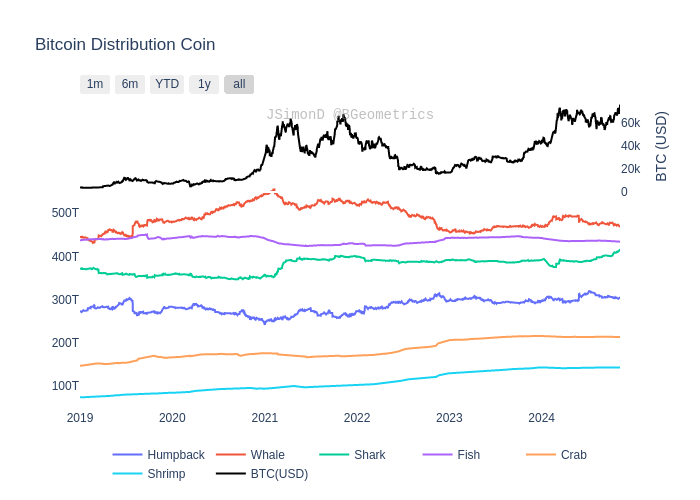 Bitcoin Distribution Coin
1m 6m YTD 1y all
JSimonD @BGeometrics
60k
40k
20k
0
BTC (USD)
500T
400T
300T
200T
100T
2019 2020 2021 2022 2023 2024
Humpback Whale Shark Fish Crab
Shrimp BTC(USD)